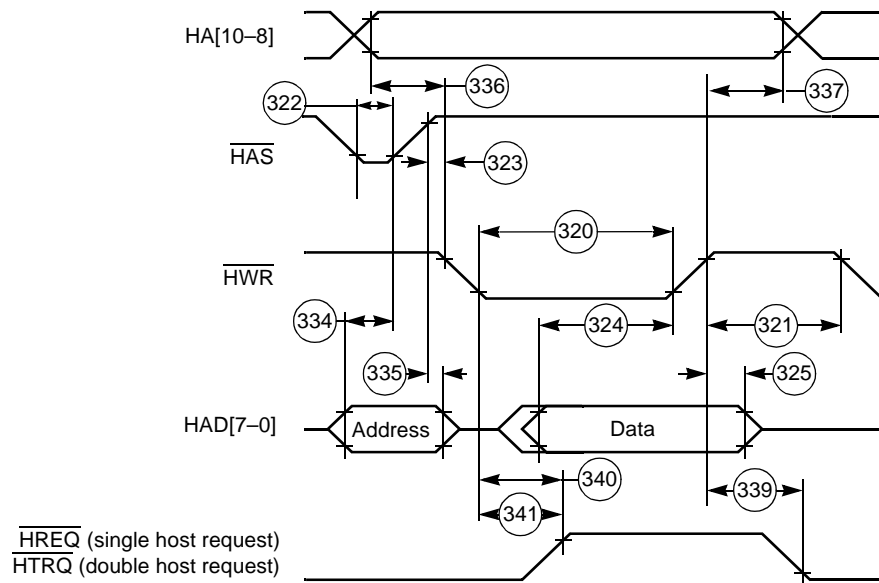 HA[10–8]
336
337
322
HAS
323
320
HWR
334
324
321
335
325
HAD[7–0]
Address
Data
340
341
339
HREQ (single host request)
HTRQ (double host request)